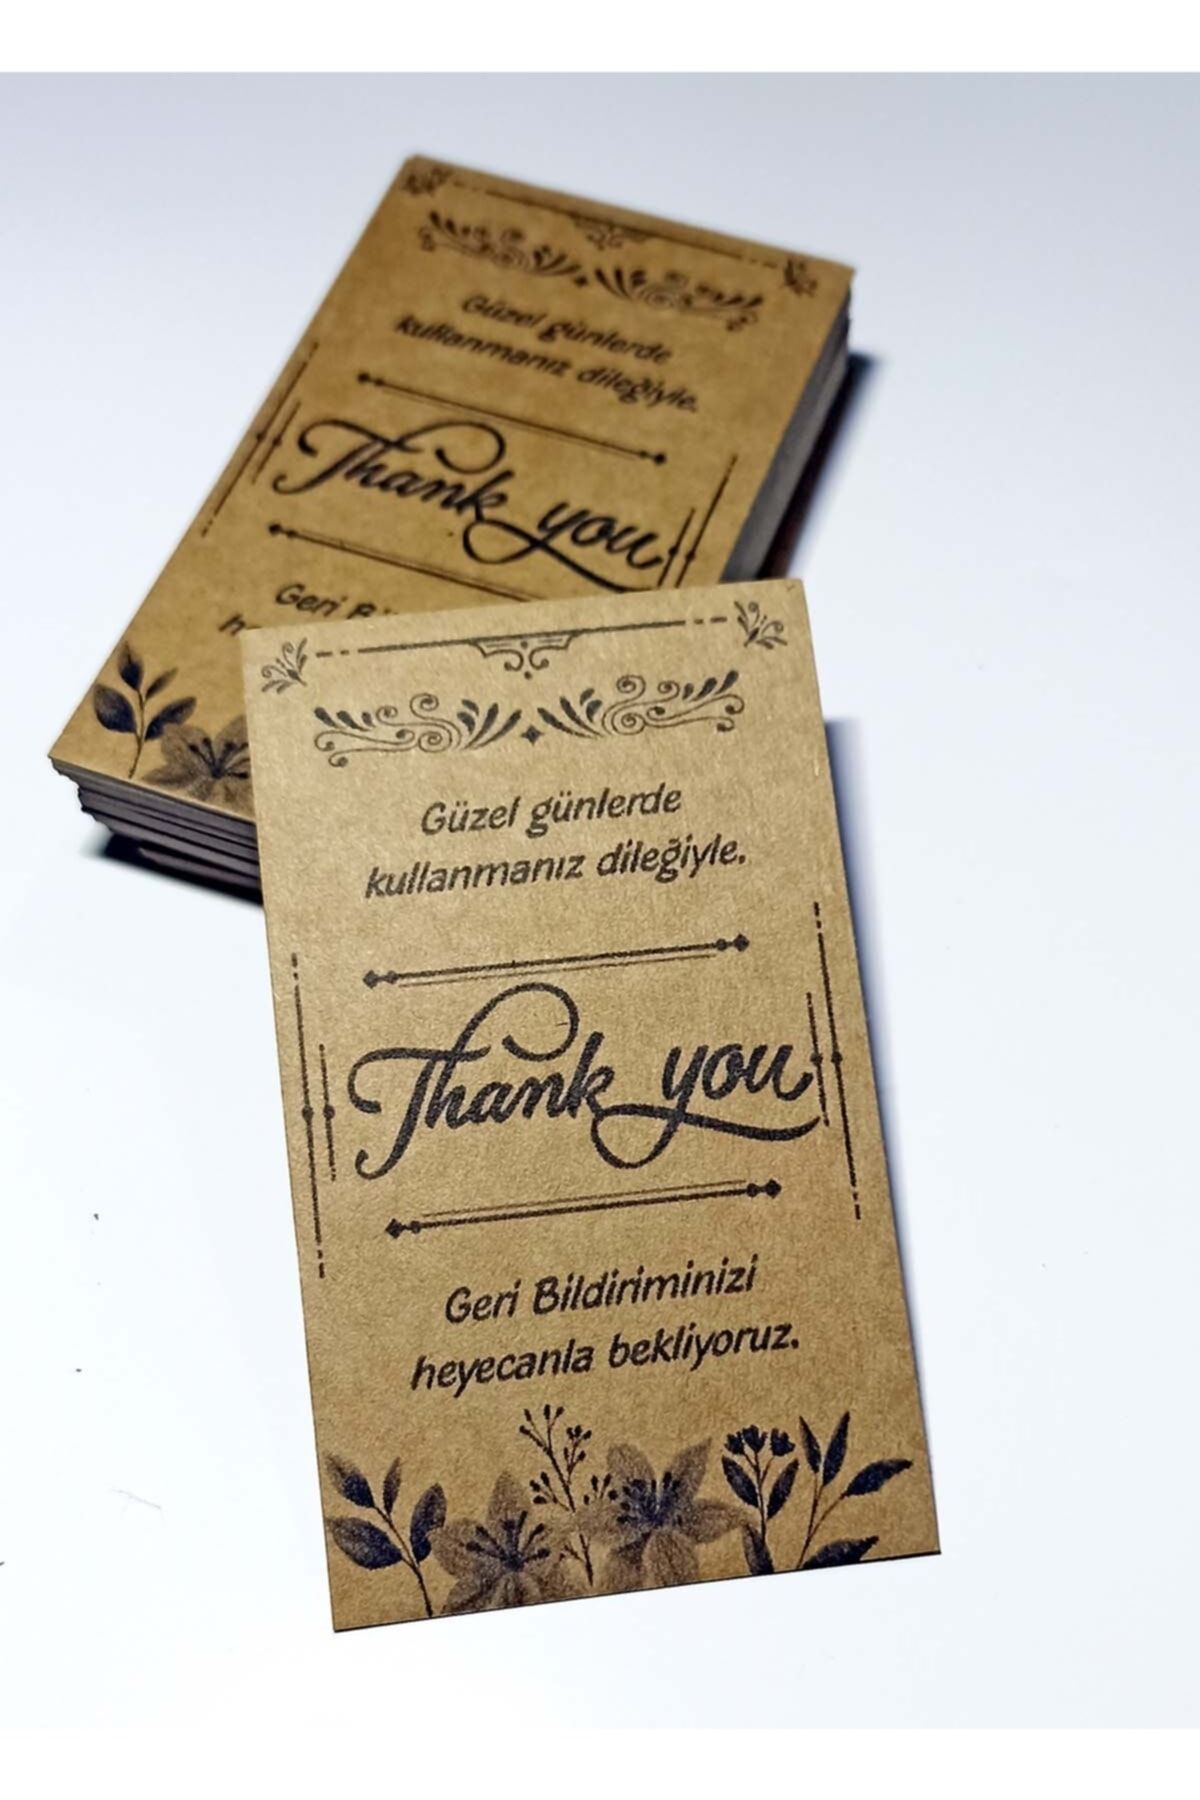 Güzel günlerde
kullanmanız dileğiyle.
Thank you
Geri
Güzel günlerde
kullanmanız dileğiyle.
Thank you
Geri Bildiriminizi
heyecanla bekliyoruz.